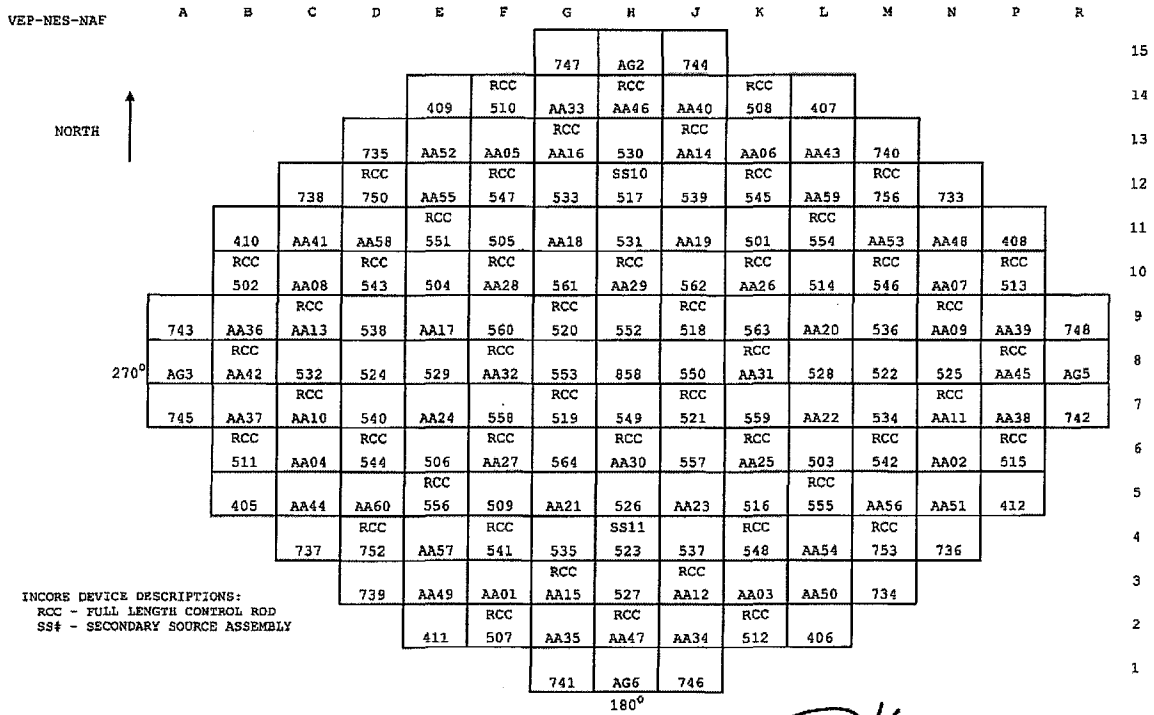 VEP-NES-NAF
A B C D E F G H J K L M N P R
15
747 AG2 744
RCC RCC RCC
14
409 510 AA33 AA46 AA40 508 407
NORTH
RCC RCC
13
735 AA52 AA05 AA16 530 AA14 AA06 AA43 740
RCC RCC SS10 RCC RCC
12
738 750 AA55 547 533 517 539 545 AA59 756 733
RCC RCC
11
410 AA41 AA58 551 505 AA18 531 AA19 501 554 AA53 AA48 408
RCC RCC RCC RCC RCC RCC RCC
10
502 AA08 543 504 AA28 561 AA29 562 AA26 514 546 AA07 513
RCC RCC RCC RCC
9
743 AA36 AA13 538 AA17 560 520 552 518 563 AA20 536 AA09 AA39 748
RCC RCC RCC RCC
8
270° AG3 AA42 532 524 529 AA32 553 858 550 AA31 528 522 525 AA45 AG5
RCC RCC RCC RCC
7
745 AA37 AA10 540 AA24 558 519 549 521 559 AA22 534 AA11 AA38 742
RCC RCC RCC RCC RCC RCC RCC
6
511 AA04 544 506 AA27 564 AA30 557 AA25 503 542 AA02 515
RCC RCC
5
405 AA44 AA60 556 509 AA21 526 AA23 516 555 AA56 AA51 412
RCC RCC SS11 RCC RCC
4
737 752 AA57 541 535 523 537 548 AA54 753 736
RCC RCC
3
739 AA49 AA01 AA15 527 AA12 AA03 AA50 734
INCORE DEVICE DESCRIPTIONS:
RCC - FULL LENGTH CONTROL ROD
SS# - SECONDARY SOURCE ASSEMBLY
RCC RCC RCC
2
411 507 AA35 AA47 AA34 512 406
1
741 AG6 746
180°